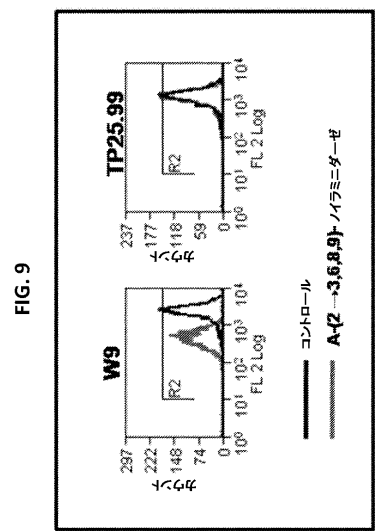 FIG. 9
W9
カウント
297
222
148
74
0
R2
10⁰ 10¹ 10² 10³ 10⁴
FL 2 Log
TP25.99
カウント
237
177
118
59
0
R2
10⁰ 10¹ 10² 10³ 10⁴
FL 2 Log
コントロール
A-(2→3,6,8,9)- ノイラミニダーゼ